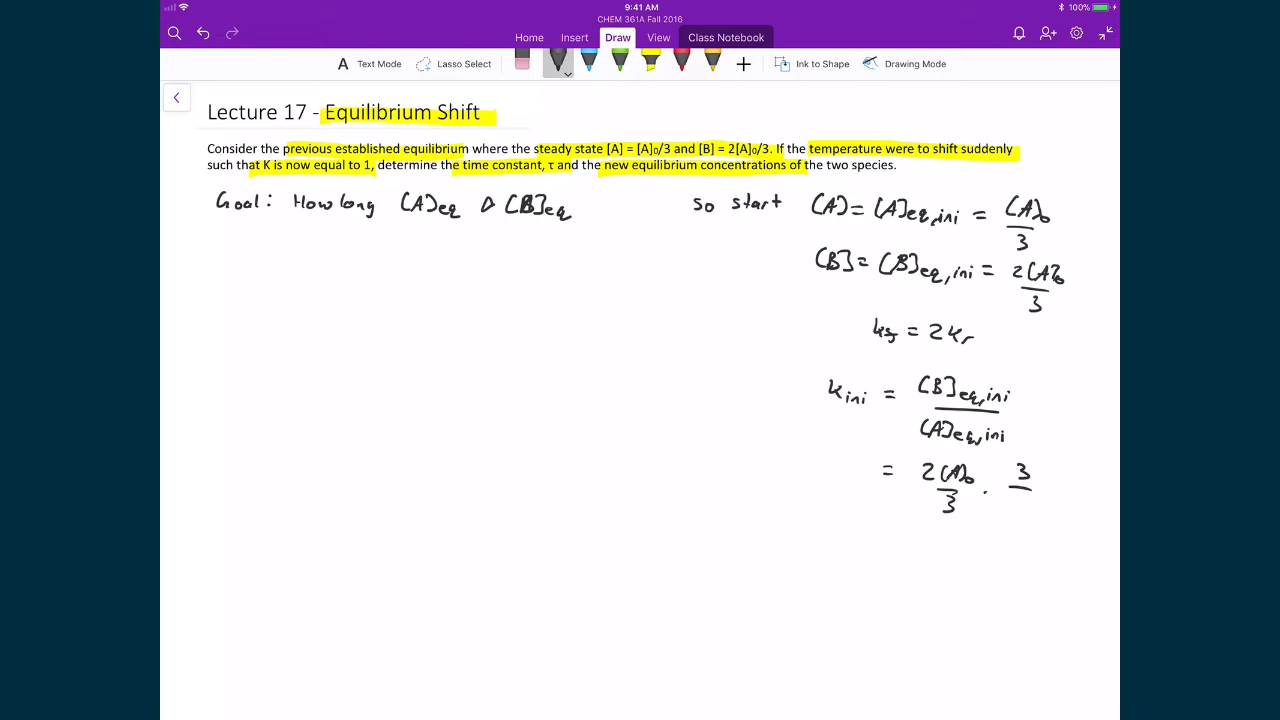 9:41 AM
100%
CHEM 361A Fall 2016
Home Insert Draw View Class Notebook
A Text Mode Lasso Select Ink to Shape Drawing Mode
Lecture 17 - Equilibrium Shift
Consider the previous established equilibrium where the steady state [A] = [A]₀/3 and [B] = 2[A]₀/3. If the temperature were to shift suddenly
such that K is now equal to 1, determine the time constant, τ and the new equilibrium concentrations of the two species.
Goal: How long [A]eq Δ [B]eq
so start [A] = [A]eq,ini = [A]₀/3
[B] = [B]eq,ini = 2[A]₀/3
kf = 2kr
Kini = [B]eq,ini/[A]eq,ini
= 2[A]₀/3 · 3/